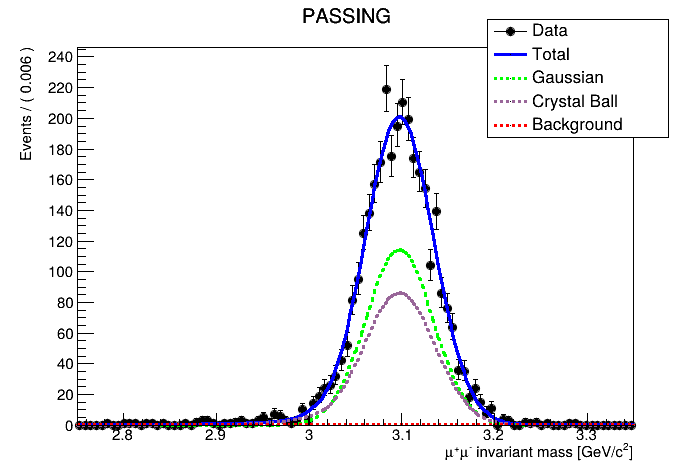 PASSING
Data
Total
Gaussian
Crystal Ball
Background
Events / ( 0.006 )
240
220
200
180
160
140
120
100
80
60
40
20
0
2.8 2.9 3 3.1 3.2 3.3
μ⁺μ⁻ invariant mass [GeV/c²]